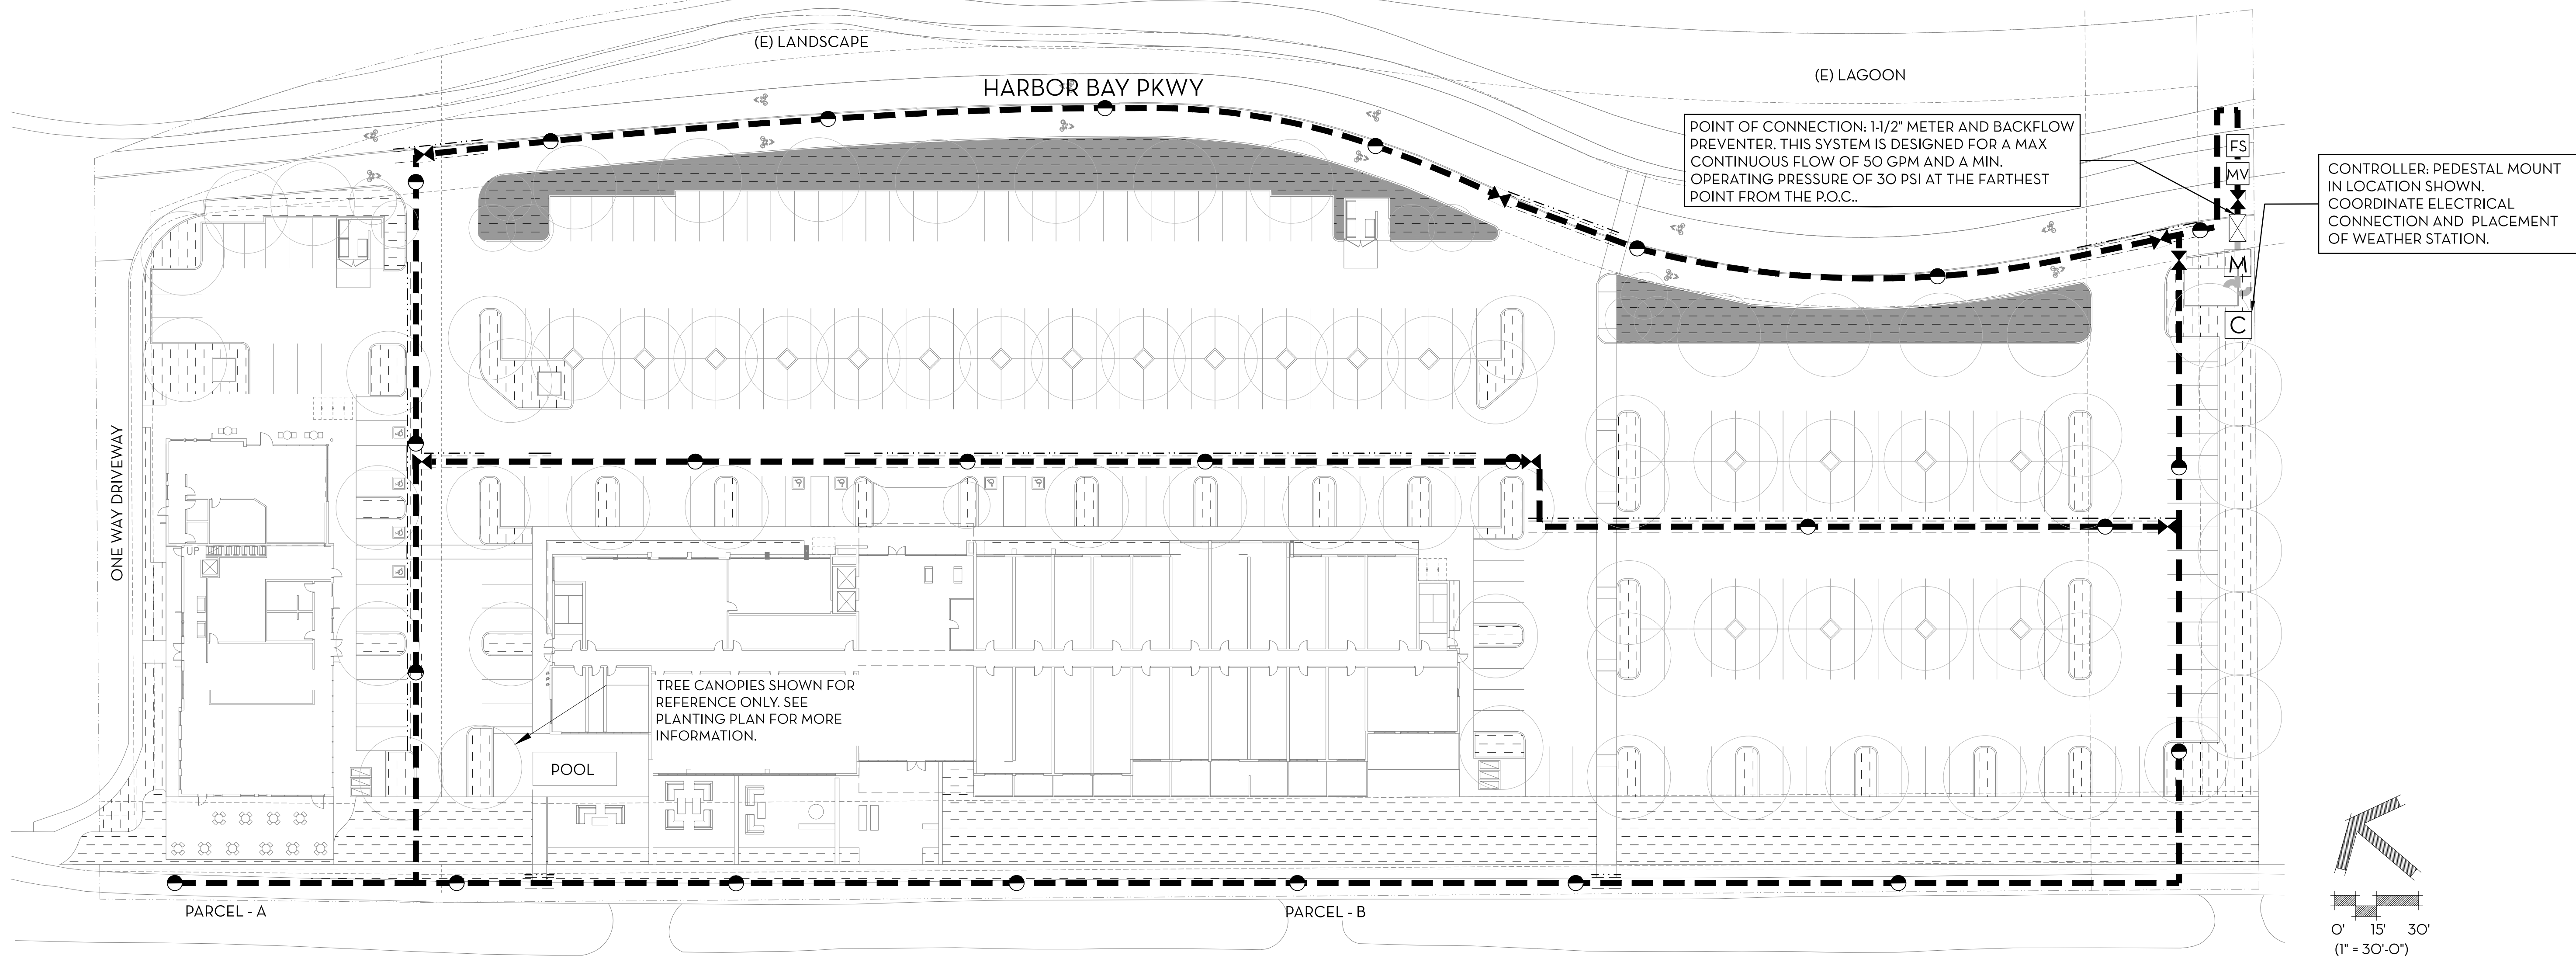 (E) LANDSCAPE
HARBOR BAY PKWY
(E) LAGOON
POINT OF CONNECTION: 1-1/2" METER AND BACKFLOW
PREVENTER. THIS SYSTEM IS DESIGNED FOR A MAX
CONTINUOUS FLOW OF 50 GPM AND A MIN.
OPERATING PRESSURE OF 30 PSI AT THE FARTHEST
POINT FROM THE P.O.C..
FS
MV
M
C
CONTROLLER: PEDESTAL MOUNT
IN LOCATION SHOWN.
COORDINATE ELECTRICAL
CONNECTION AND PLACEMENT
OF WEATHER STATION.
ONE WAY DRIVEWAY
UP
TREE CANOPIES SHOWN FOR
REFERENCE ONLY. SEE
PLANTING PLAN FOR MORE
INFORMATION.
POOL
PARCEL - A
PARCEL - B
0' 15' 30'
(1" = 30'-0")